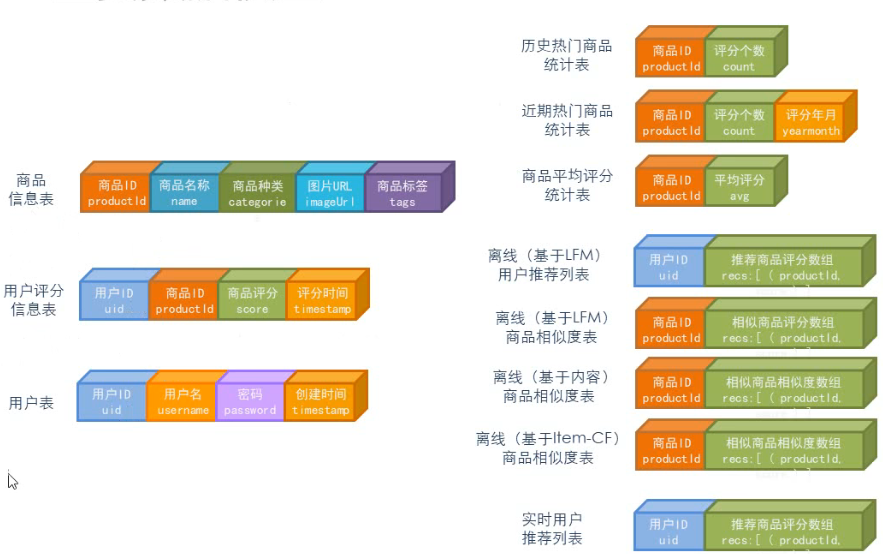 商品
信息表
商品ID
productId
商品名称
name
商品种类
categorie
图片URL
imageUrl
商品标签
tags
用户评分
信息表
用户ID
uid
商品ID
productId
商品评分
score
评分时间
timestamp
用户表
用户ID
uid
用户名
username
密码
password
创建时间
timestamp
历史热门商品
统计表
商品ID
productId
评分个数
count
近期热门商品
统计表
商品ID
productId
评分个数
count
评分年月
yearmonth
商品平均评分
统计表
商品ID
productId
平均评分
avg
离线（基于LFM）
用户推荐列表
用户ID
uid
推荐商品评分数组
recs:[ ( productId,
离线（基于LFM）
商品相似度表
商品ID
productId
相似商品评分数组
recs:[ ( productId,
离线（基于内容）
商品相似度表
商品ID
productId
相似商品相似度数组
recs:[ ( productId,
离线（基于Item-CF）
商品相似度表
商品ID
productId
相似商品相似度数组
recs:[ ( productId,
实时用户
推荐列表
用户ID
uid
推荐商品评分数组
recs:[ ( productId,